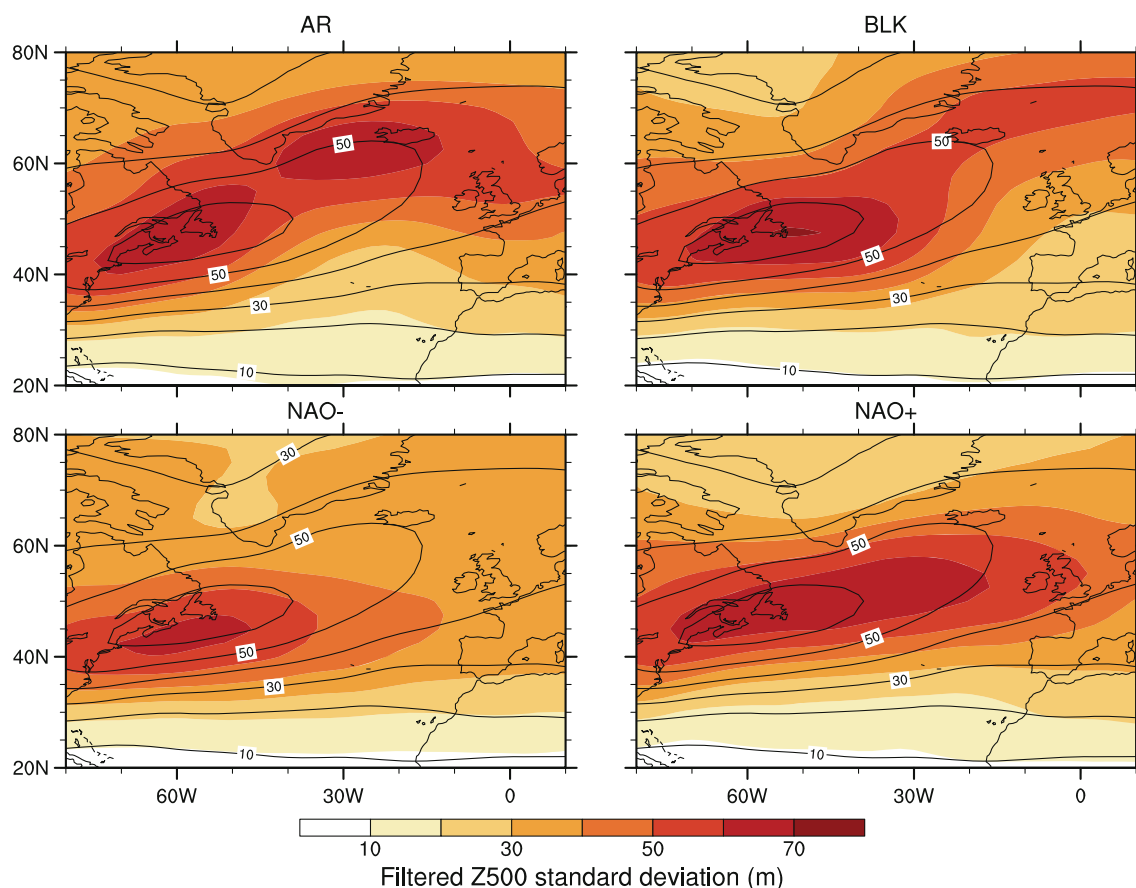 AR BLK
80N
50 50
60N
40N 50 50
30 30
10 10
20N
NAO- NAO+
80N
30
60N 50 50
50 50
40N
30 30
10 10
20N
60W 30W 0 60W 30W 0
10 30 50 70
Filtered Z500 standard deviation (m)